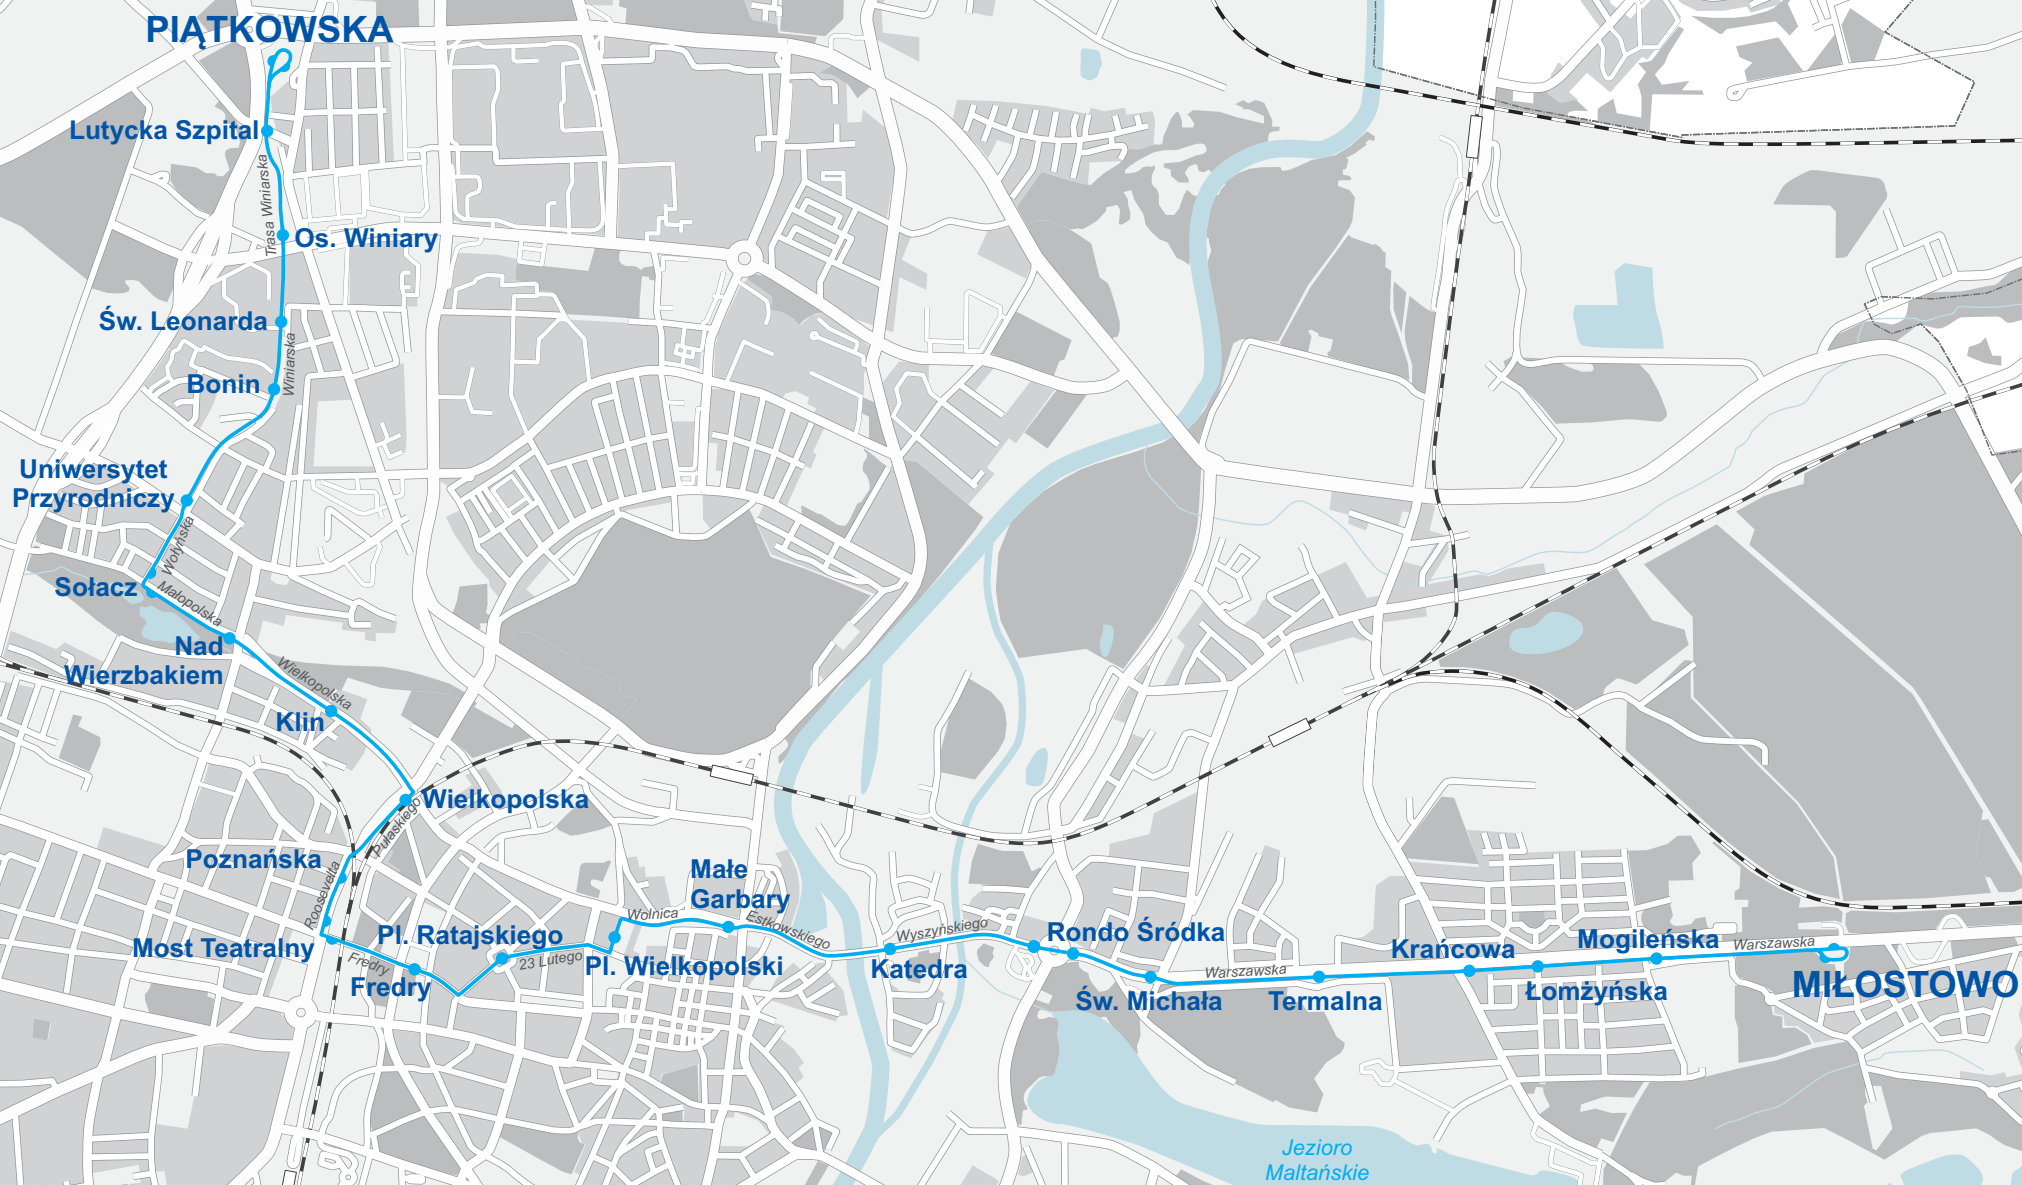 PIĄTKOWSKA
Lutycka Szpital
Trasa Winiarska
Os. Winiary
Św. Leonarda
Winiarska
Bonin
Uniwersytet
Przyrodniczy
Wołyńska
Sołacz
Małopolska
Nad
Wierzbakiem
Wielkopolska
Klin
Wielkopolska
Pułaskiego
Poznańska
Roosevelta
Most Teatralny
Fredry
Fredry
Pl. Ratajskiego
23 Lutego
Pl. Wielkopolski
Wolnica
Małe
Garbary
Estkowskiego
Katedra
Wyszyńskiego
Rondo Śródka
Św. Michała
Warszawska
Termalna
Krańcowa
Łomżyńska
Mogileńska
Warszawska
MIŁOSTOWO
Jezioro
Maltańskie